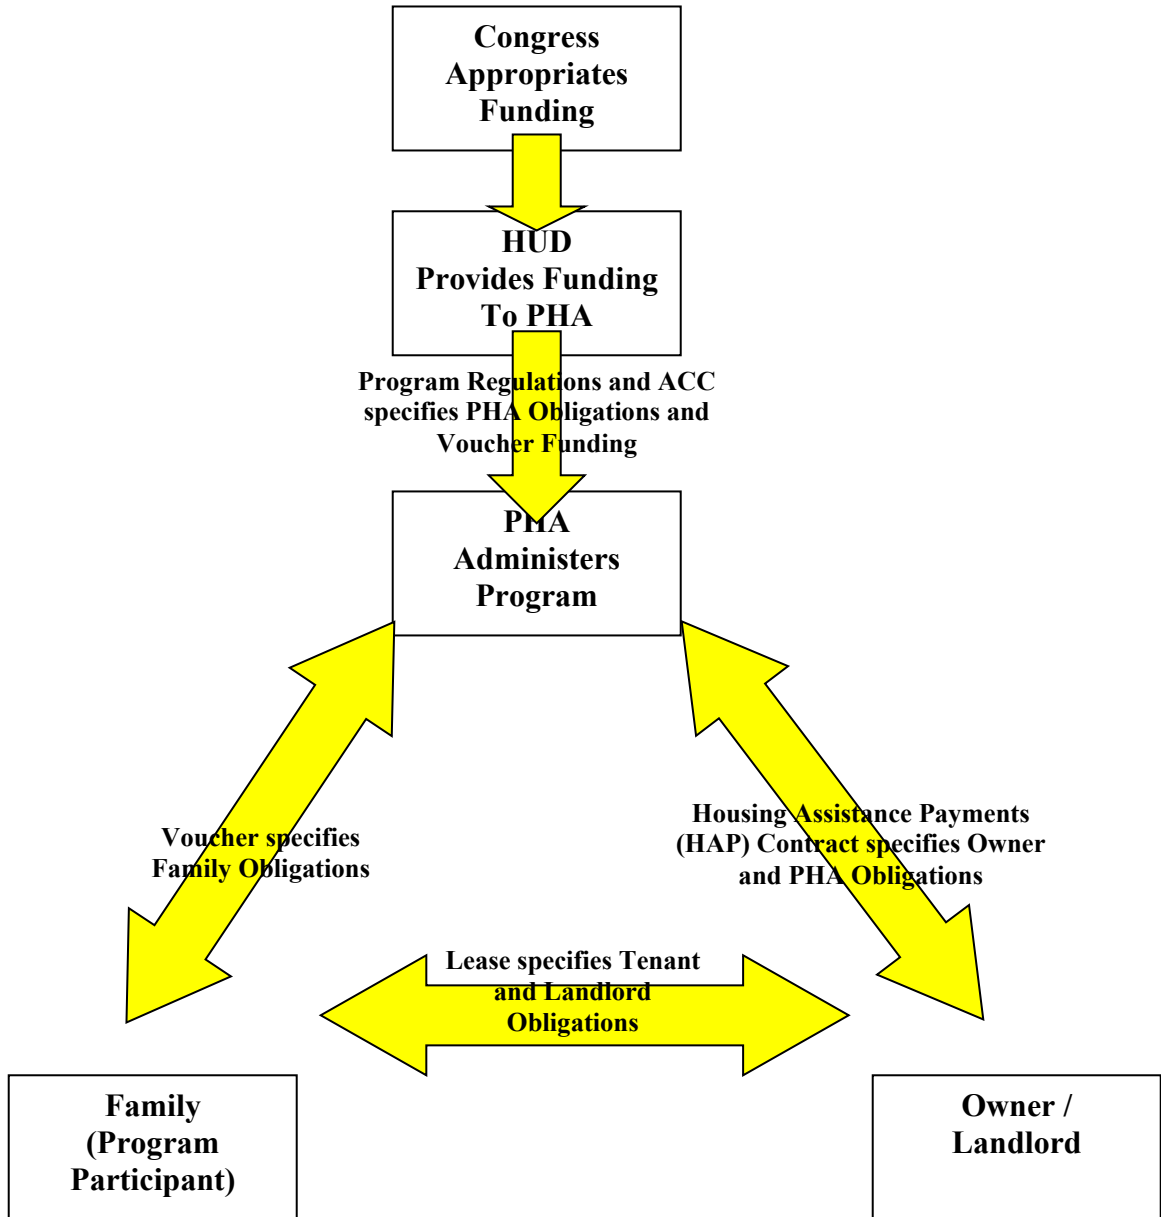 Congress
Appropriates
Funding
HUD
Provides Funding
To PHA
Program Regulations and ACC
specifies PHA Obligations and
Voucher Funding
PHA
Administers
Program
Voucher specifies
Family Obligations
Housing Assistance Payments
(HAP) Contract specifies Owner
and PHA Obligations
Lease specifies Tenant
and Landlord
Obligations
Family
(Program
Participant)
Owner /
Landlord